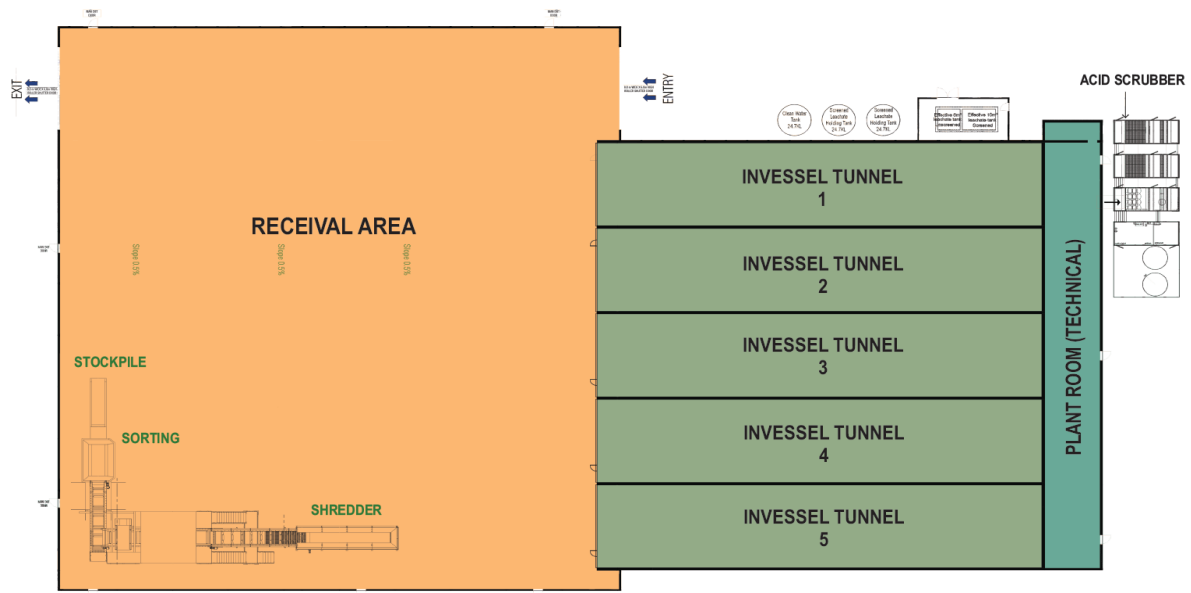 EXIT
ENTRY
ACID SCRUBBER
Clean Water
Tank
24.7KL
Screened
Leachate
Holding Tank
24.7KL
Screened
Leachate
Holding Tank
24.7KL
INVESSEL TUNNEL
1
RECEIVAL AREA
Slope 0.5%
Slope 0.5%
Slope 0.5%
INVESSEL TUNNEL
2
INVESSEL TUNNEL
3
PLANT ROOM (TECHNICAL)
STOCKPILE
SORTING
INVESSEL TUNNEL
4
SHREDDER
INVESSEL TUNNEL
5